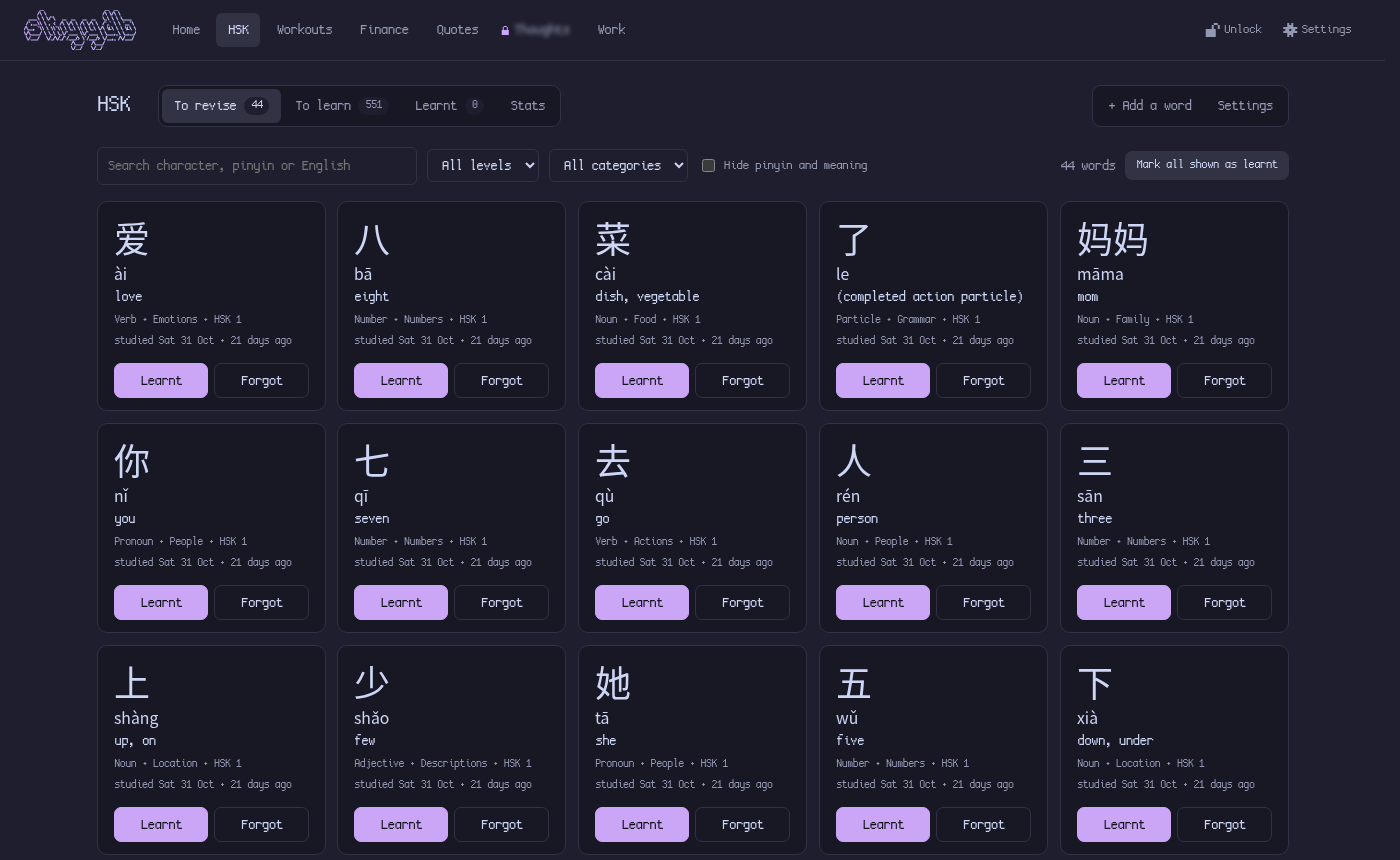 Home HSK Workouts Finance Quotes Work Unlock Settings
HSK To revise 44 To learn 551 Learnt 0 Stats + Add a word Settings
Search character, pinyin or English All levels All categories Hide pinyin and meaning 44 words Mark all shown as learnt
爱 八 菜 了 妈妈
ài bā cài le māma
love eight dish, vegetable (completed action particle) mom
Verb • Emotions • HSK 1 Number • Numbers • HSK 1 Noun • Food • HSK 1 Particle • Grammar • HSK 1 Noun • Family • HSK 1
studied Sat 31 Oct • 21 days ago studied Sat 31 Oct • 21 days ago studied Sat 31 Oct • 21 days ago studied Sat 31 Oct • 21 days ago studied Sat 31 Oct • 21 days ago
Learnt Forgot Learnt Forgot Learnt Forgot Learnt Forgot Learnt Forgot
你 七 去 人 三
nǐ qī qù rén sān
you seven go person three
Pronoun • People • HSK 1 Number • Numbers • HSK 1 Verb • Actions • HSK 1 Noun • People • HSK 1 Number • Numbers • HSK 1
studied Sat 31 Oct • 21 days ago studied Sat 31 Oct • 21 days ago studied Sat 31 Oct • 21 days ago studied Sat 31 Oct • 21 days ago studied Sat 31 Oct • 21 days ago
Learnt Forgot Learnt Forgot Learnt Forgot Learnt Forgot Learnt Forgot
上 少 她 五 下
shàng shǎo tā wǔ xià
up, on few she five down, under
Noun • Location • HSK 1 Adjective • Descriptions • HSK 1 Pronoun • People • HSK 1 Number • Numbers • HSK 1 Noun • Location • HSK 1
studied Sat 31 Oct • 21 days ago studied Sat 31 Oct • 21 days ago studied Sat 31 Oct • 21 days ago studied Sat 31 Oct • 21 days ago studied Sat 31 Oct • 21 days ago
Learnt Forgot Learnt Forgot Learnt Forgot Learnt Forgot Learnt Forgot